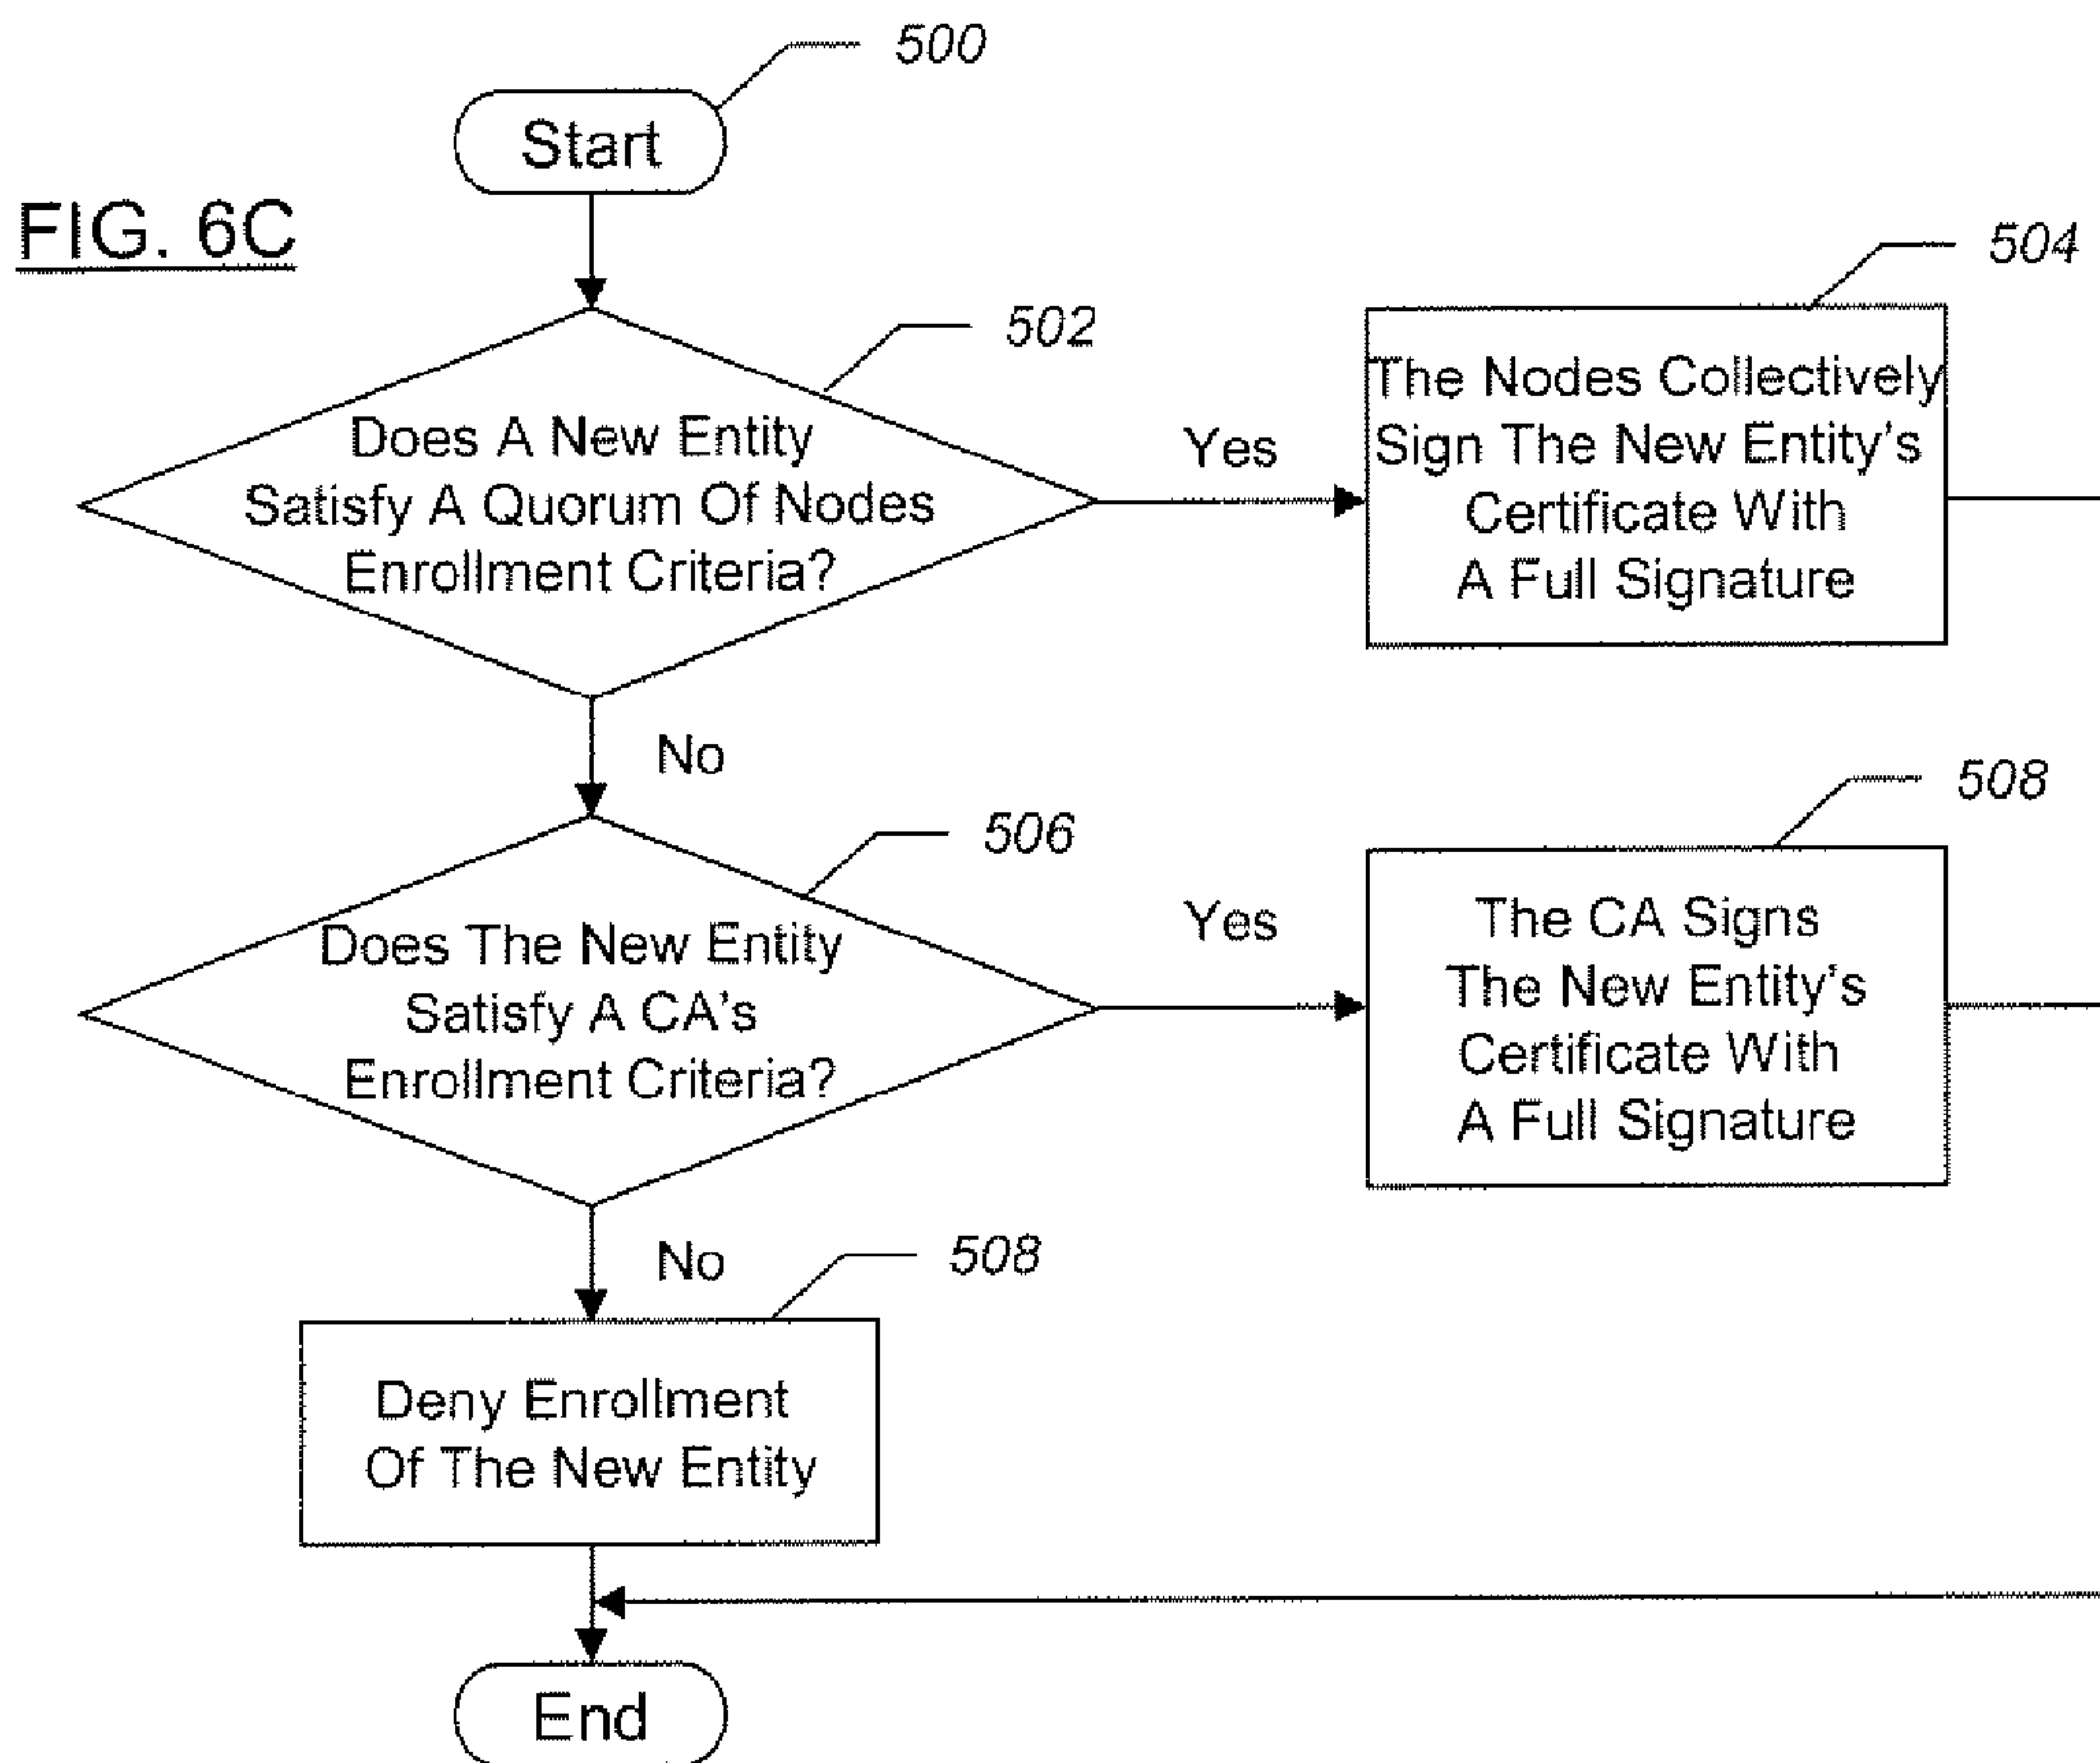 500
Start
FIG. 6C
504
502
The Nodes Collectively
Sign The New Entity's
Certificate With
A Full Signature
Does A New Entity
Satisfy A Quorum Of Nodes
Enrollment Criteria?
Yes
No
508
506
The CA Signs
The New Entity's
Certificate With
A Full Signature
Does The New Entity
Satisfy A CA's
Enrollment Criteria?
Yes
No
508
Deny Enrollment
Of The New Entity
End